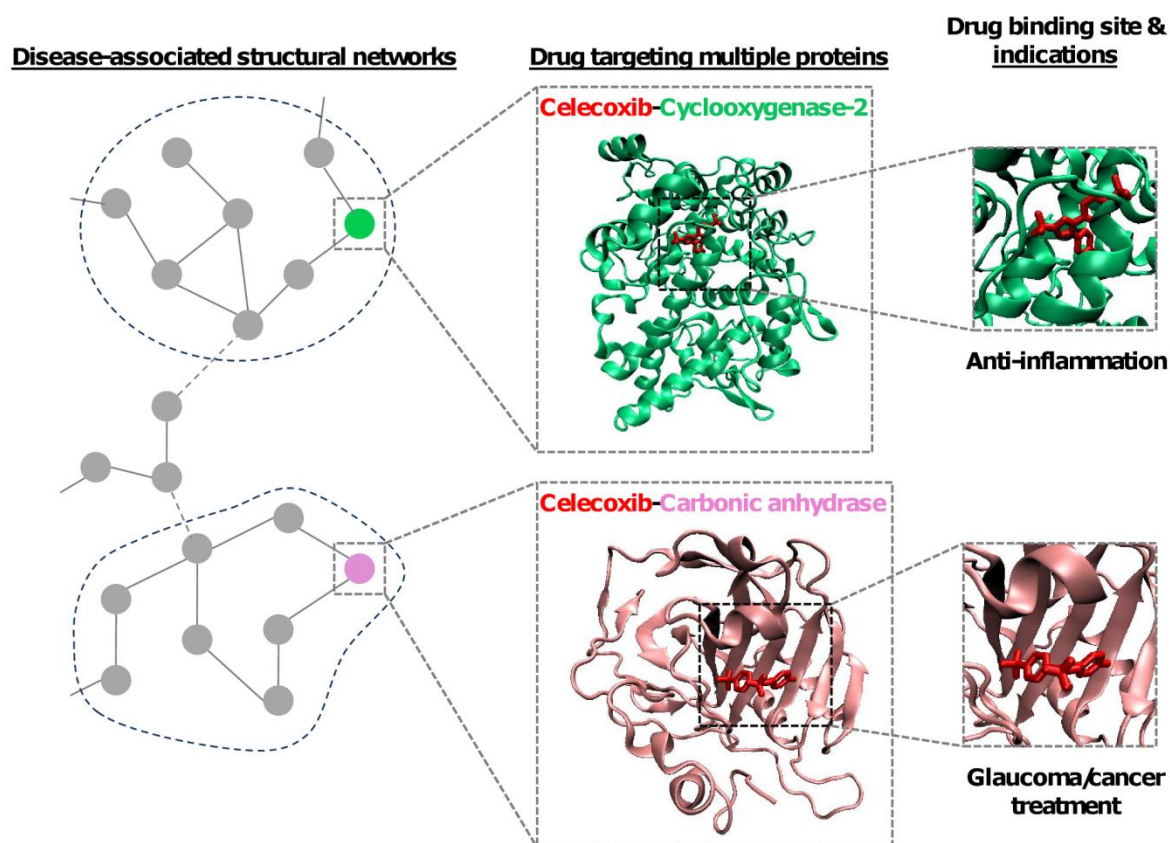 Disease-associated structural networks
Drug targeting multiple proteins
Drug binding site &
indications
Celecoxib-Cyclooxygenase-2
Anti-inflammation
Celecoxib-Carbonic anhydrase
Glaucoma/cancer
treatment